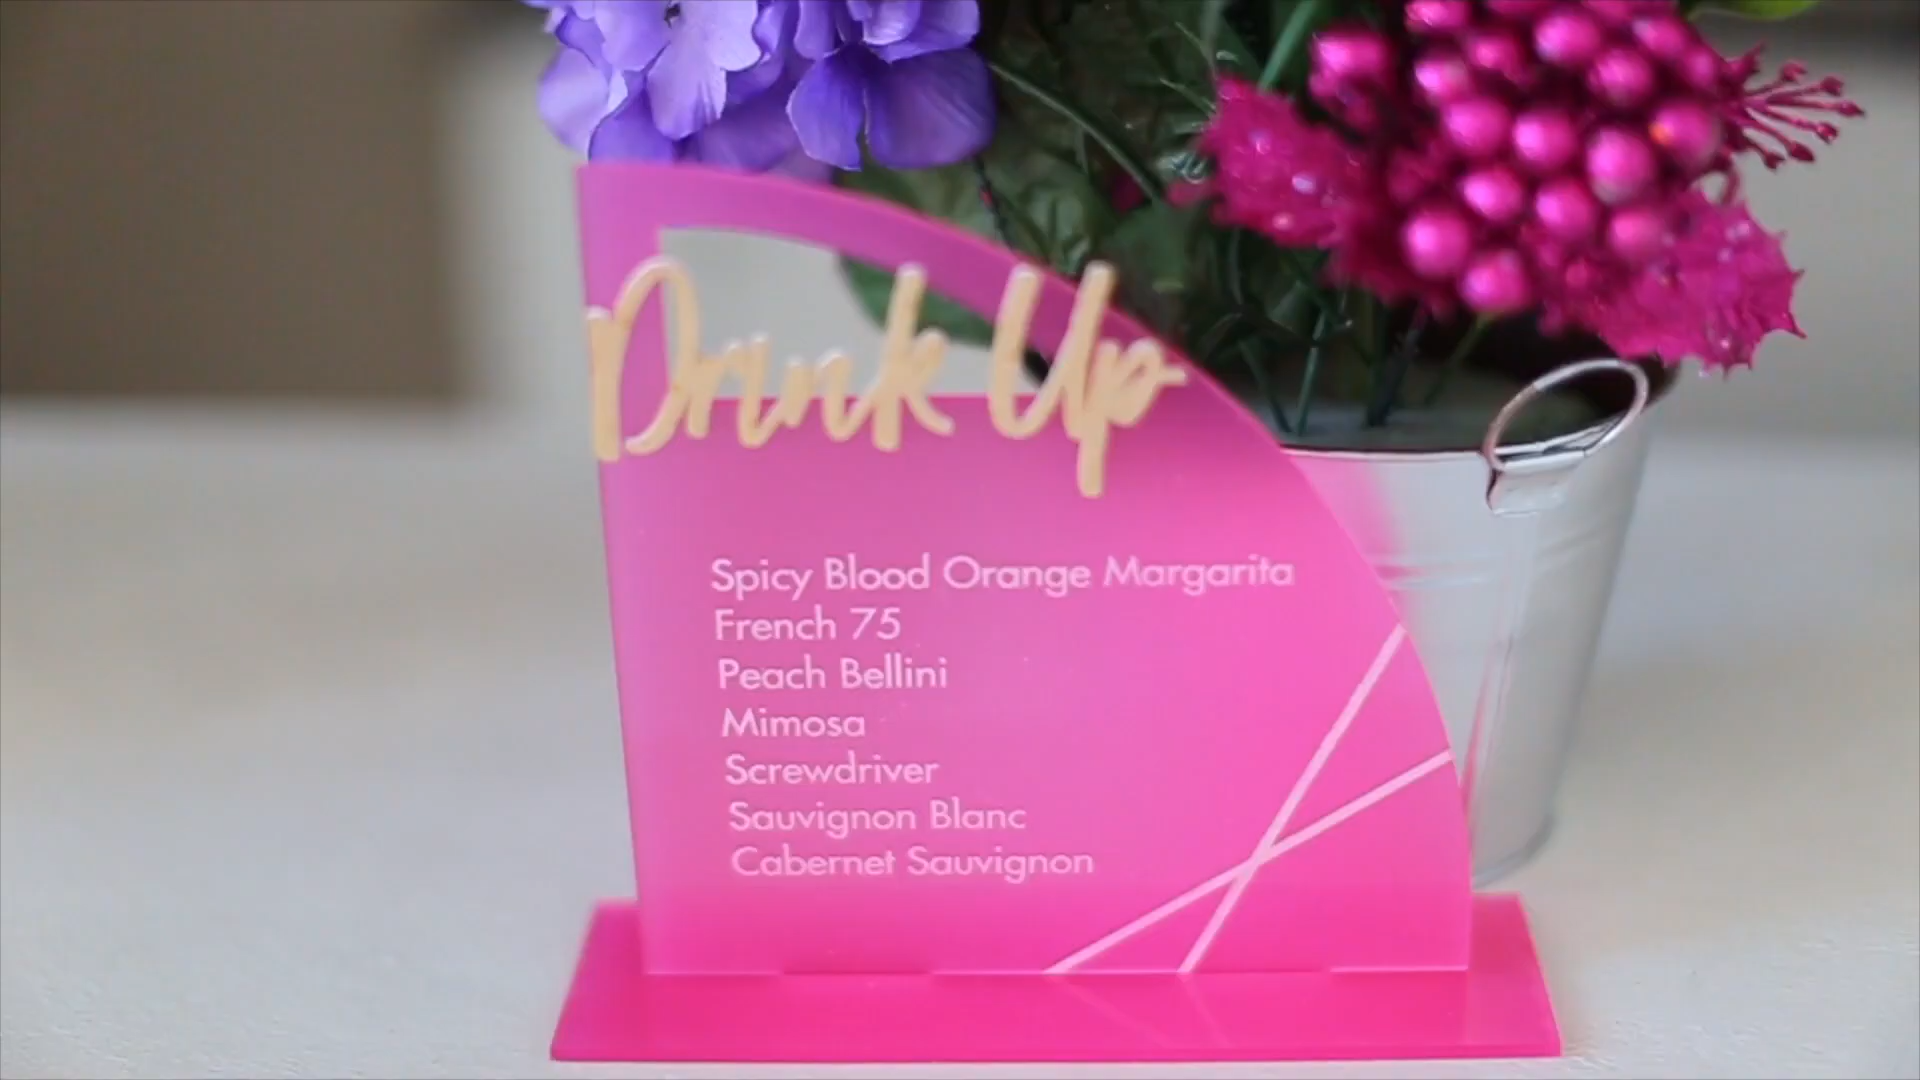 Drink Up
Spicy Blood Orange Margarita
French 75
Peach Bellini
Mimosa
Screwdriver
Sauvignon Blanc
Cabernet Sauvignon